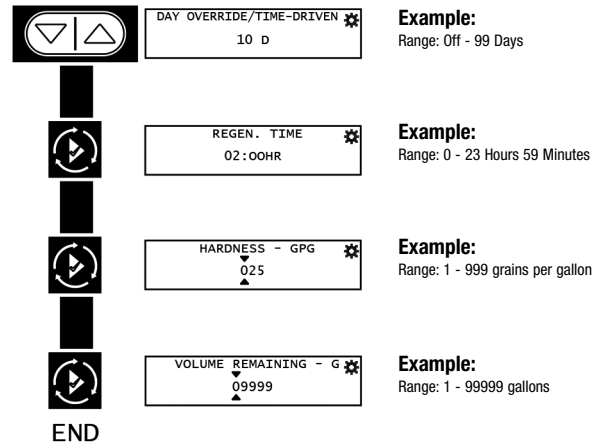 DAY OVERRIDE/TIME-DRIVEN
10 D
Example:
Range: Off - 99 Days
REGEN. TIME
02:OOHR
Example:
Range: 0 - 23 Hours 59 Minutes
HARDNESS - GPG
025
Example:
Range: 1 - 999 grains per gallon
VOLUME REMAINING - G
09999
Example:
Range: 1 - 99999 gallons
END